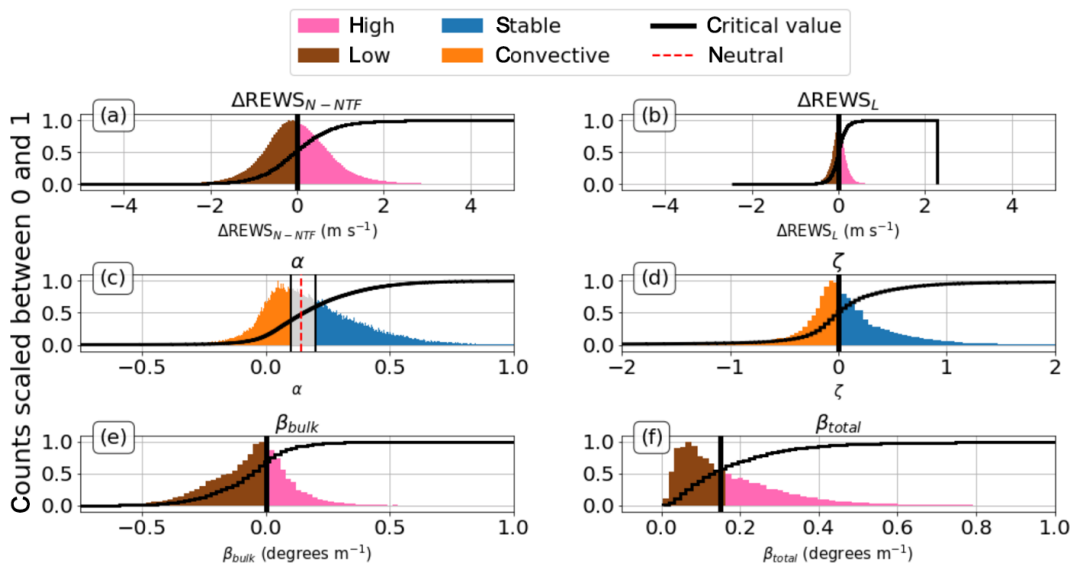 High
Low
Stable
Convective
Critical value
Neutral
Counts scaled between 0 and 1
(a)
ΔREWS_{N−NTF}
1.0
0.5
0.0
−4 −2 0 2 4
ΔREWS_{N−NTF} (m s⁻¹)
(b)
ΔREWS_L
1.0
0.5
0.0
−4 −2 0 2 4
ΔREWS_L (m s⁻¹)
(c)
α
1.0
0.5
0.0
−0.5 0.0 0.5 1.0
α
(d)
ζ
1.0
0.5
0.0
−2 −1 0 1 2
ζ
(e)
β_{bulk}
1.0
0.5
0.0
−0.5 0.0 0.5 1.0
β_{bulk} (degrees m⁻¹)
(f)
β_{total}
1.0
0.5
0.0
0.0 0.2 0.4 0.6 0.8 1.0
β_{total} (degrees m⁻¹)